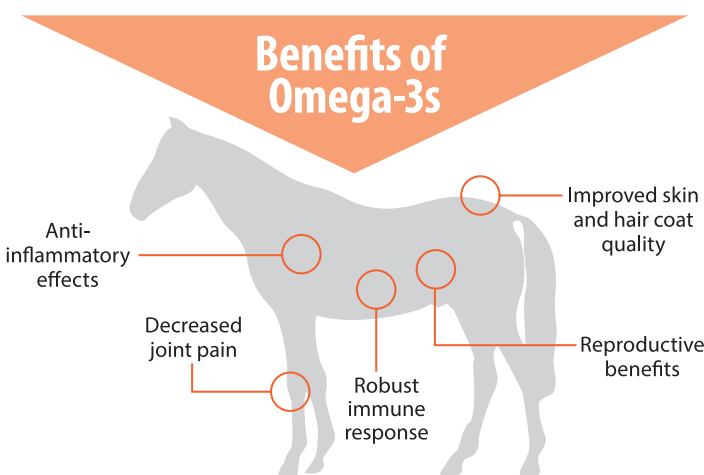 Benefits of
Omega-3s
Improved skin
and hair coat
quality
Anti-
inflammatory
effects
Decreased
joint pain
Reproductive
benefits
Robust
immune
response